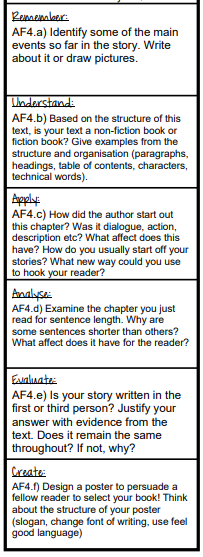 Remember:
AF4.a) Identify some of the main
events so far in the story. Write
about it or draw pictures.
Understand:
AF4.b) Based on the structure of this
text, is your text a non-fiction book or
fiction book? Give examples from the
structure and organisation (paragraphs,
headings, table of contents, characters,
technical words).
Apply:
AF4.c) How did the author start out
this chapter? Was it dialogue, action,
description etc? What affect does this
have? How do you usually start off your
stories? What new way could you use
to hook your reader?
Analyse:
AF4.d) Examine the chapter you just
read for sentence length. Why are
some sentences shorter than others?
What affect does it have for the reader?
Evaluate:
AF4.e) Is your story written in the
first or third person? Justify your
answer with evidence from the
text. Does it remain the same
throughout? If not, why?
Create:
AF4.f) Design a poster to persuade a
fellow reader to select your book! Think
about the structure of your poster
(slogan, change font of writing, use feel
good language)